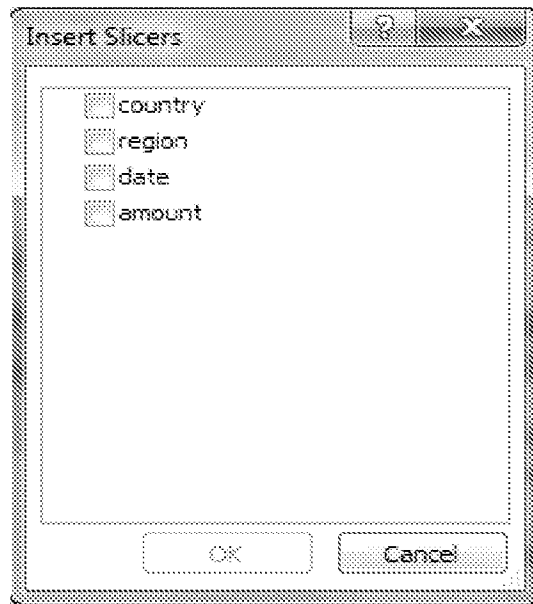 Insert Slicers ?
country
region
date
amount
OK Cancel